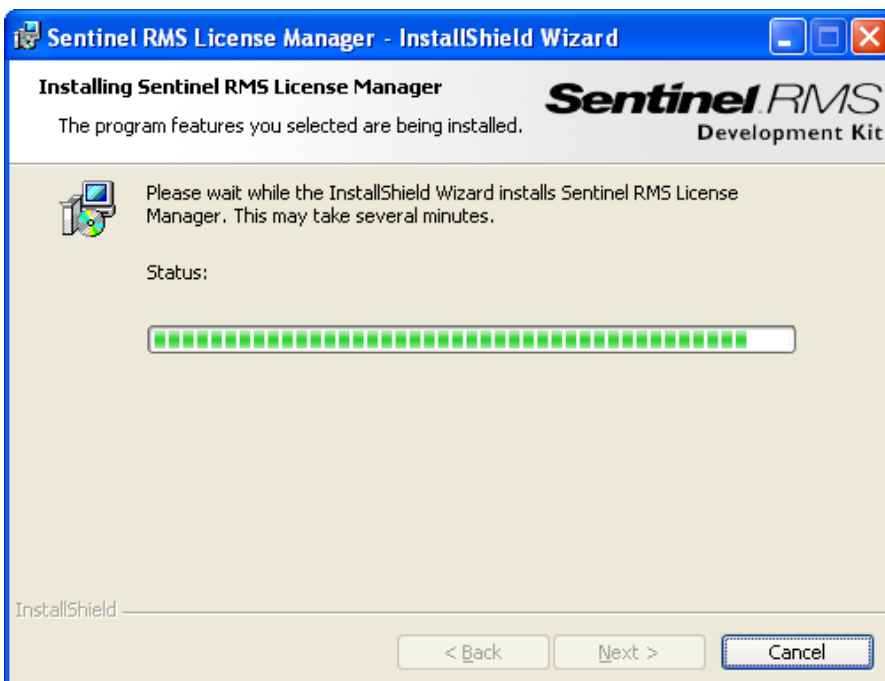 Sentinel RMS License Manager - InstallShield Wizard
Installing Sentinel RMS License Manager
The program features you selected are being installed.
Sentinel RMS
Development Kit
Please wait while the InstallShield Wizard installs Sentinel RMS License
Manager. This may take several minutes.
Status:
InstallShield
< Back
Next >
Cancel